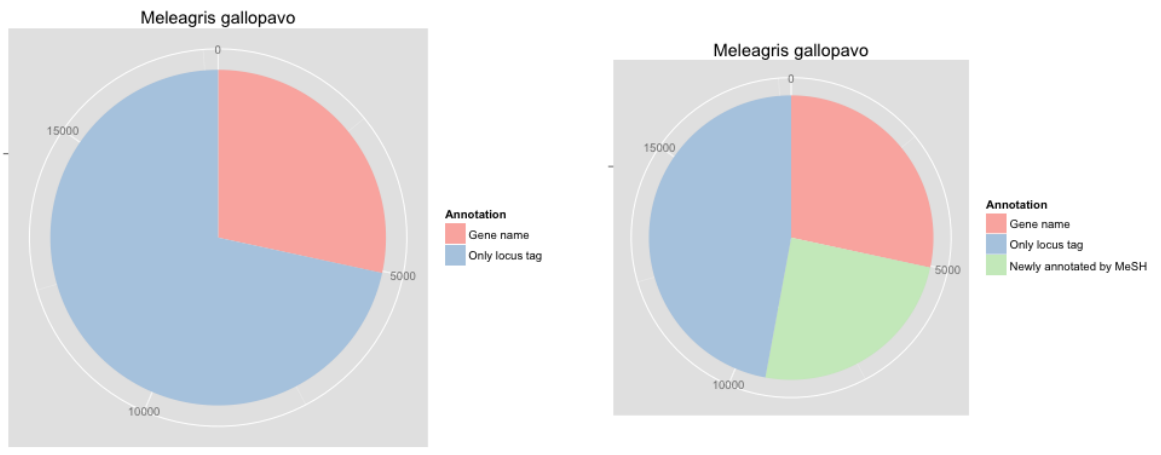 Meleagris gallopavo
0
15000
5000
10000
Annotation
Gene name
Only locus tag
Meleagris gallopavo
0
15000
5000
10000
Annotation
Gene name
Only locus tag
Newly annotated by MeSH